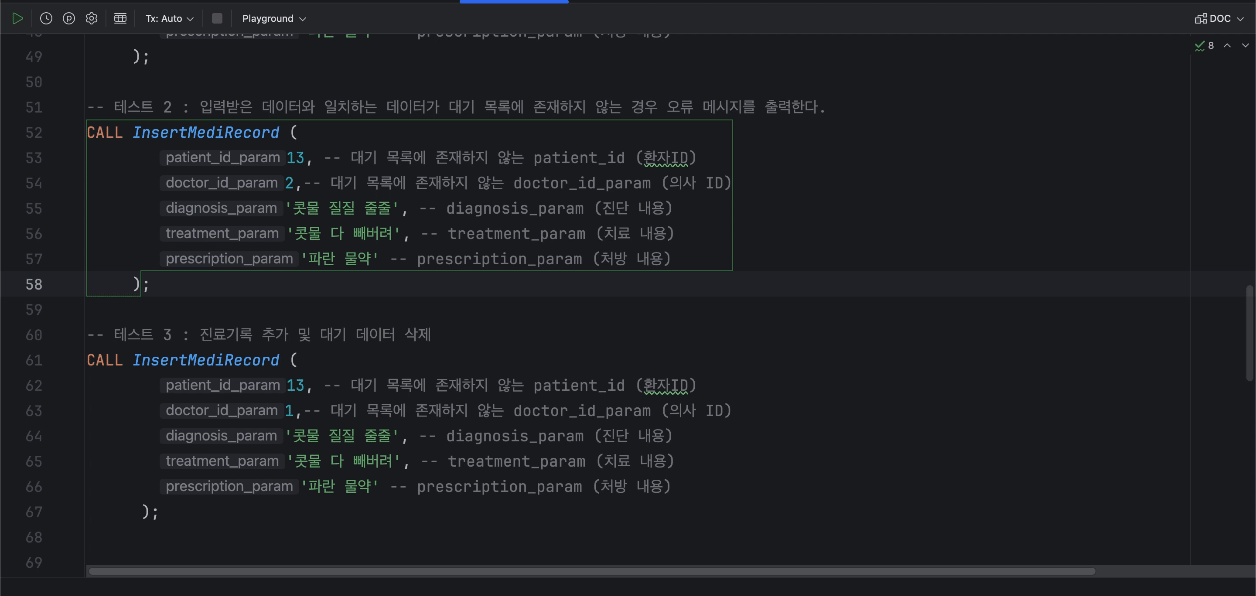 Tx: Auto Playground DOC
8
49 );
50
51 -- 테스트 2 : 입력받은 데이터와 일치하는 데이터가 대기 목록에 존재하지 않는 경우 오류 메시지를 출력한다.
52 CALL InsertMediRecord (
53 patient_id_param 13, -- 대기 목록에 존재하지 않는 patient_id (환자ID)
54 doctor_id_param 2,-- 대기 목록에 존재하지 않는 doctor_id_param (의사 ID)
55 diagnosis_param '콧물 질질 줄줄', -- diagnosis_param (진단 내용)
56 treatment_param '콧물 다 빼버려', -- treatment_param (치료 내용)
57 prescription_param '파란 물약' -- prescription_param (처방 내용)
58 );
59
60 -- 테스트 3 : 진료기록 추가 및 대기 데이터 삭제
61 CALL InsertMediRecord (
62 patient_id_param 13, -- 대기 목록에 존재하지 않는 patient_id (환자ID)
63 doctor_id_param 1,-- 대기 목록에 존재하지 않는 doctor_id_param (의사 ID)
64 diagnosis_param '콧물 질질 줄줄', -- diagnosis_param (진단 내용)
65 treatment_param '콧물 다 빼버려', -- treatment_param (치료 내용)
66 prescription_param '파란 물약' -- prescription_param (처방 내용)
67 );
68
69